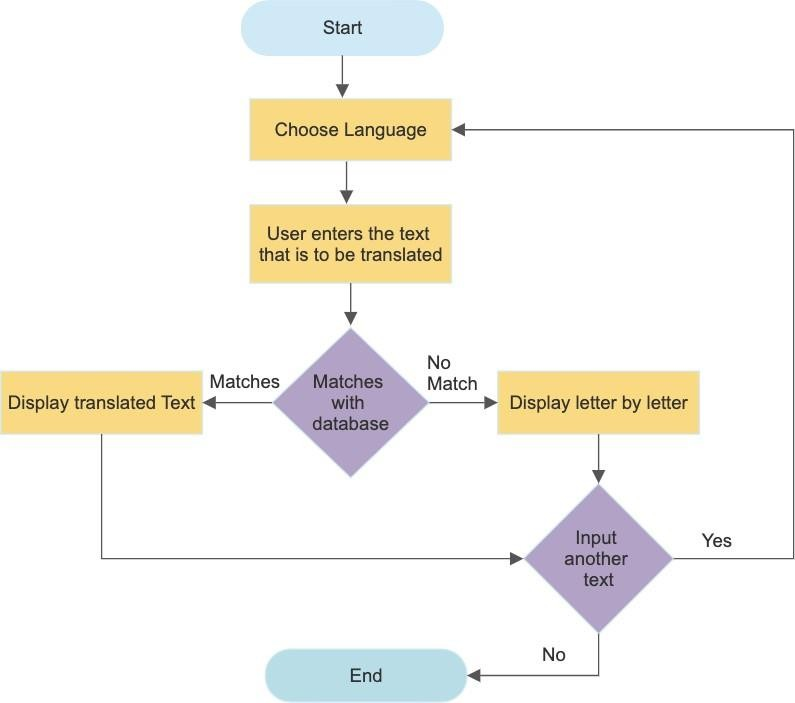 Start
Choose Language
User enters the text
that is to be translated
Matches
with
database
Matches
No
Match
Display translated Text
Display letter by letter
Input
another
text
Yes
No
End